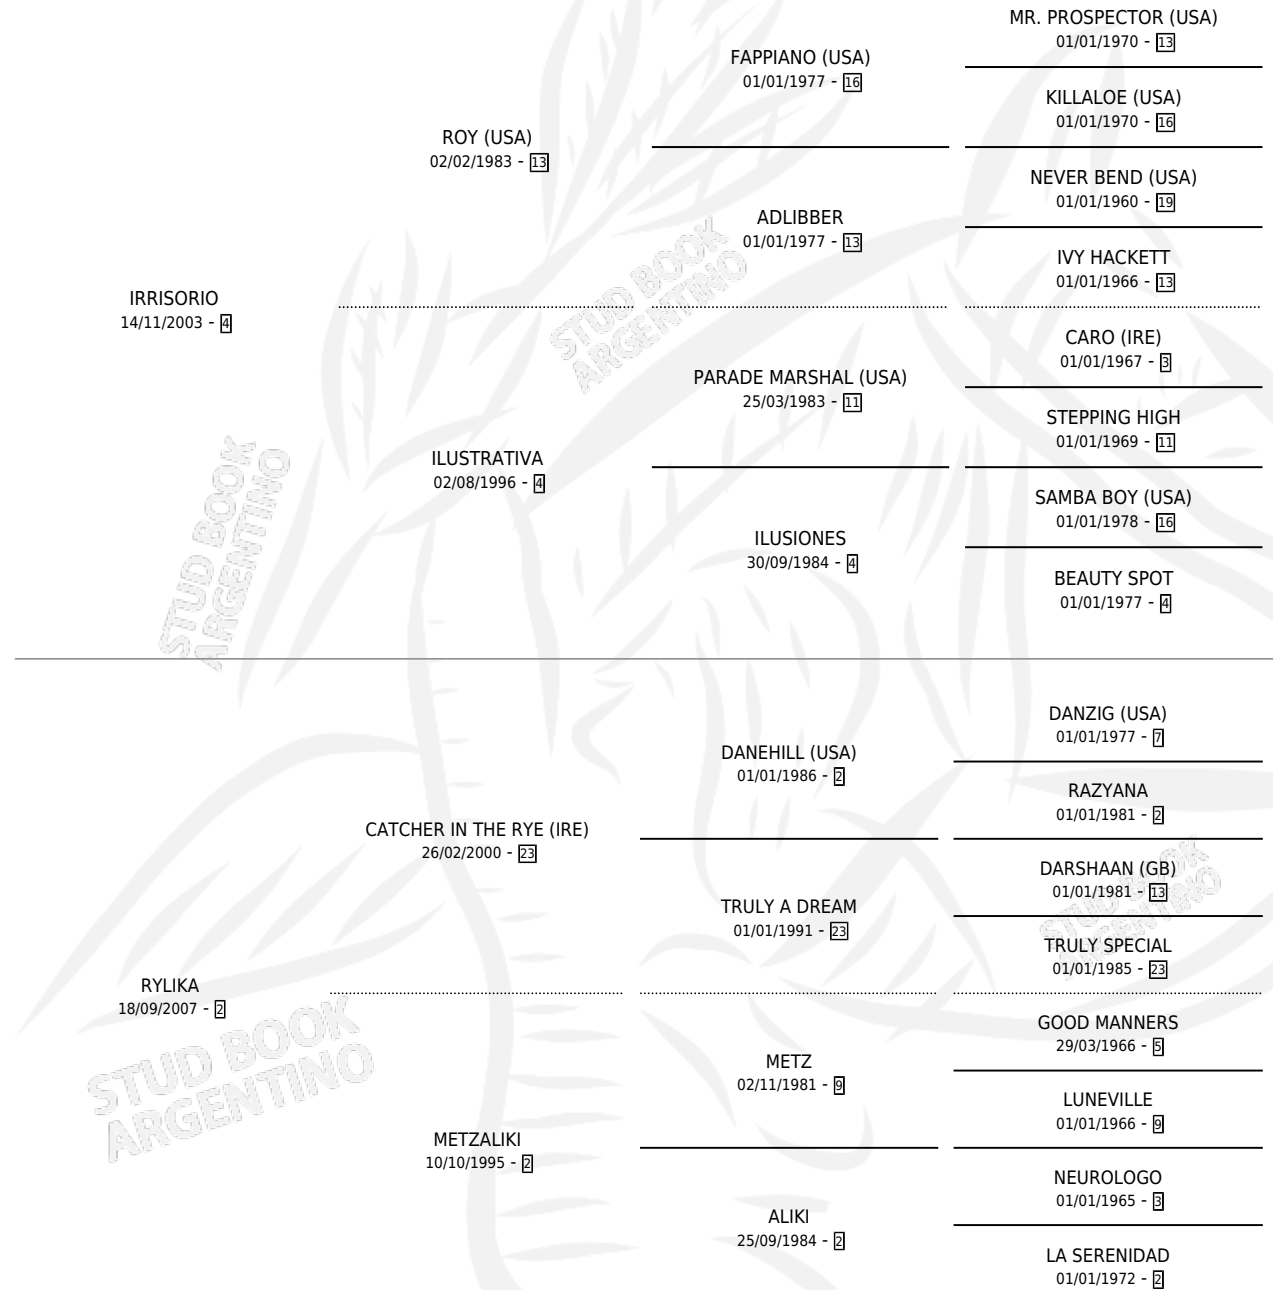 MR. PROSPECTOR (USA)
01/01/1970 - 13
FAPPIANO (USA)
01/01/1977 - 16
KILLALOE (USA)
01/01/1970 - 16
ROY (USA)
02/02/1983 - 13
NEVER BEND (USA)
01/01/1960 - 19
ADLIBBER
01/01/1977 - 13
IVY HACKETT
01/01/1966 - 13
IRRISORIO
14/11/2003 - 4
CARO (IRE)
01/01/1967 - 3
PARADE MARSHAL (USA)
25/03/1983 - 11
STEPPING HIGH
01/01/1969 - 11
ILUSTRATIVA
02/08/1996 - 4
SAMBA BOY (USA)
01/01/1978 - 16
ILUSIONES
30/09/1984 - 4
BEAUTY SPOT
01/01/1977 - 4
STUD BOOK
ARGENTINO
STUD BOOK
ARGENTINO
DANZIG (USA)
01/01/1977 - 7
DANEHILL (USA)
01/01/1986 - 2
RAZYANA
01/01/1981 - 2
CATCHER IN THE RYE (IRE)
26/02/2000 - 23
DARSHAAN (GB)
01/01/1981 - 13
TRULY A DREAM
01/01/1991 - 23
TRULY SPECIAL
01/01/1985 - 23
STUD BOOK
ARGENTINO
RYLIKA
18/09/2007 - 2
GOOD MANNERS
29/03/1966 - 5
METZ
02/11/1981 - 9
LUNEVILLE
01/01/1966 - 9
METZALIKI
10/10/1995 - 2
NEUROLOGO
01/01/1965 - 3
ALIKI
25/09/1984 - 2
LA SERENIDAD
01/01/1972 - 2
STUD BOOK
ARGENTINO